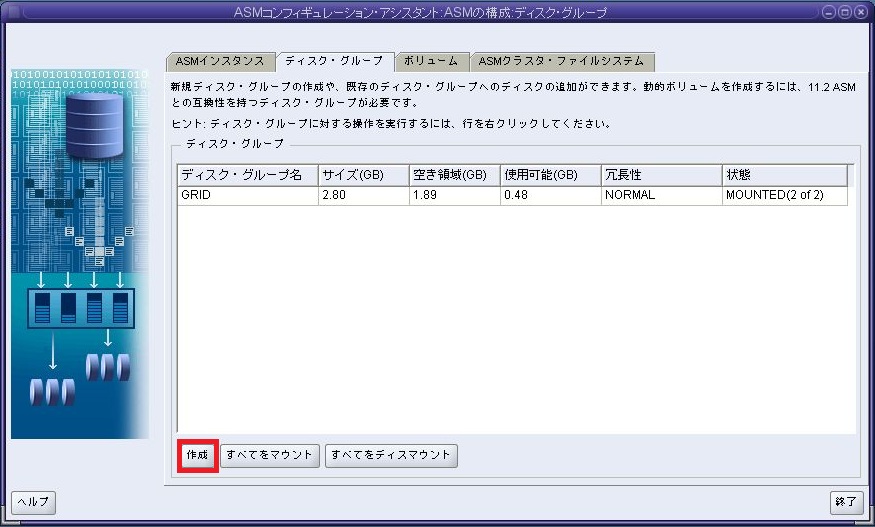 ASMコンフィギュレーション・アシスタント:ASMの構成:ディスク・グループ
ASMインスタンス
ディスク・グループ
ボリューム
ASMクラスタ・ファイルシステム
新規ディスク・グループの作成や、既存のディスク・グループへのディスクの追加ができます。動的ボリュームを作成するには、11.2 ASM
との互換性を持つディスク・グループが必要です。
ヒント: ディスク・グループに対する操作を実行するには、行を右クリックしてください。
ディスク・グループ
ディスク・グループ名 サイズ(GB) 空き領域(GB) 使用可能(GB) 冗長性 状態
GRID 2.80 1.89 0.48 NORMAL MOUNTED(2 of 2)
作成
すべてをマウント
すべてをディスマウント
ヘルプ
終了